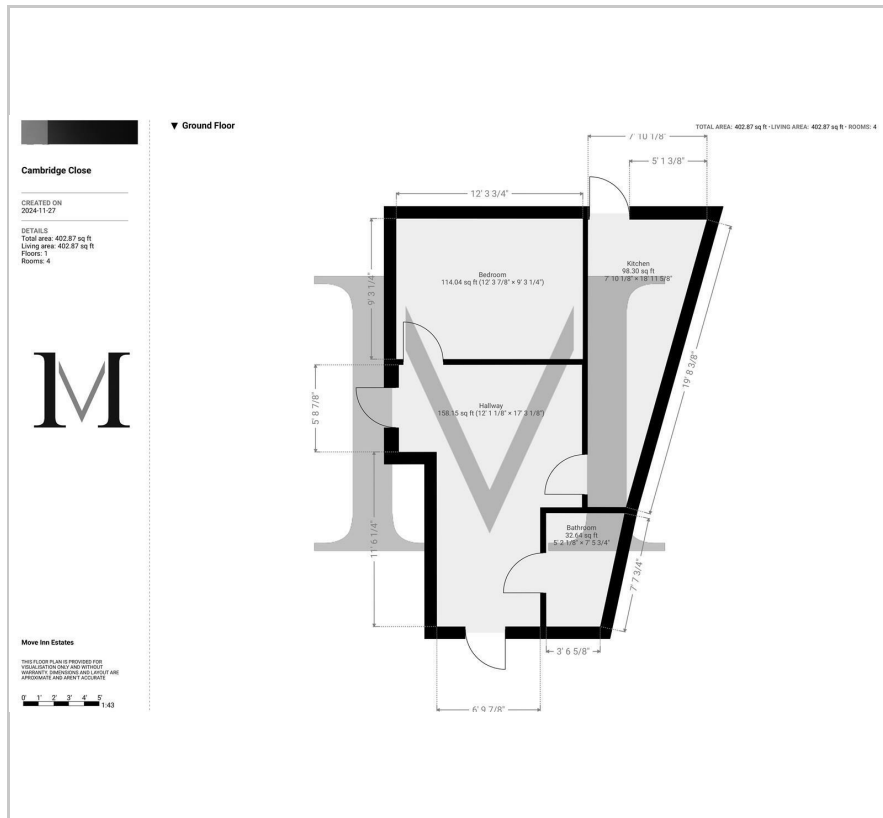 ▼ Ground Floor
TOTAL AREA: 402.87 sq ft · LIVING AREA: 402.87 sq ft · ROOMS: 4
Cambridge Close
CREATED ON
2024-11-27
DETAILS
Total area: 402.87 sq ft
Living area: 402.87 sq ft
Floors: 1
Rooms: 4
M
Move Inn Estates
THIS FLOOR PLAN IS PROVIDED FOR
VISUALISATION ONLY AND WITHOUT
WARRANTY. DIMENSIONS AND LAYOUT ARE
APROXIMATE AND AREN'T ACCURATE
0' 1' 2' 3' 4' 5'
1:43
7' 10 1/8"
5' 1 3/8"
12' 3 3/4"
9' 3 1/4"
Bedroom
114.04 sq ft (12' 3 7/8" × 9' 3 1/4")
Kitchen
98.30 sq ft
7' 10 1/8" × 18' 11 5/8"
19' 8 3/8"
5' 8 7/8"
Hallway
158.15 sq ft (12' 1 1/8" × 17' 3 1/8")
11' 6 1/4"
Bathroom
32.64 sq ft
5' 2 1/8" × 7' 5 3/4"
7' 7 3/4"
3' 6 5/8"
6' 9 7/8"
M